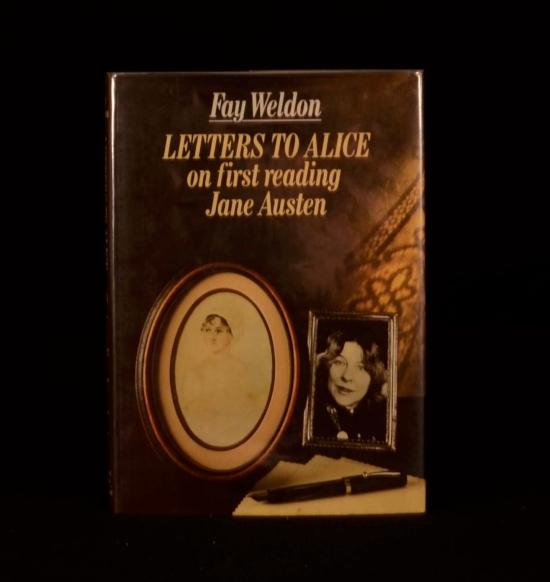 Fay Weldon
LETTERS TO ALICE
on first reading
Jane Austen